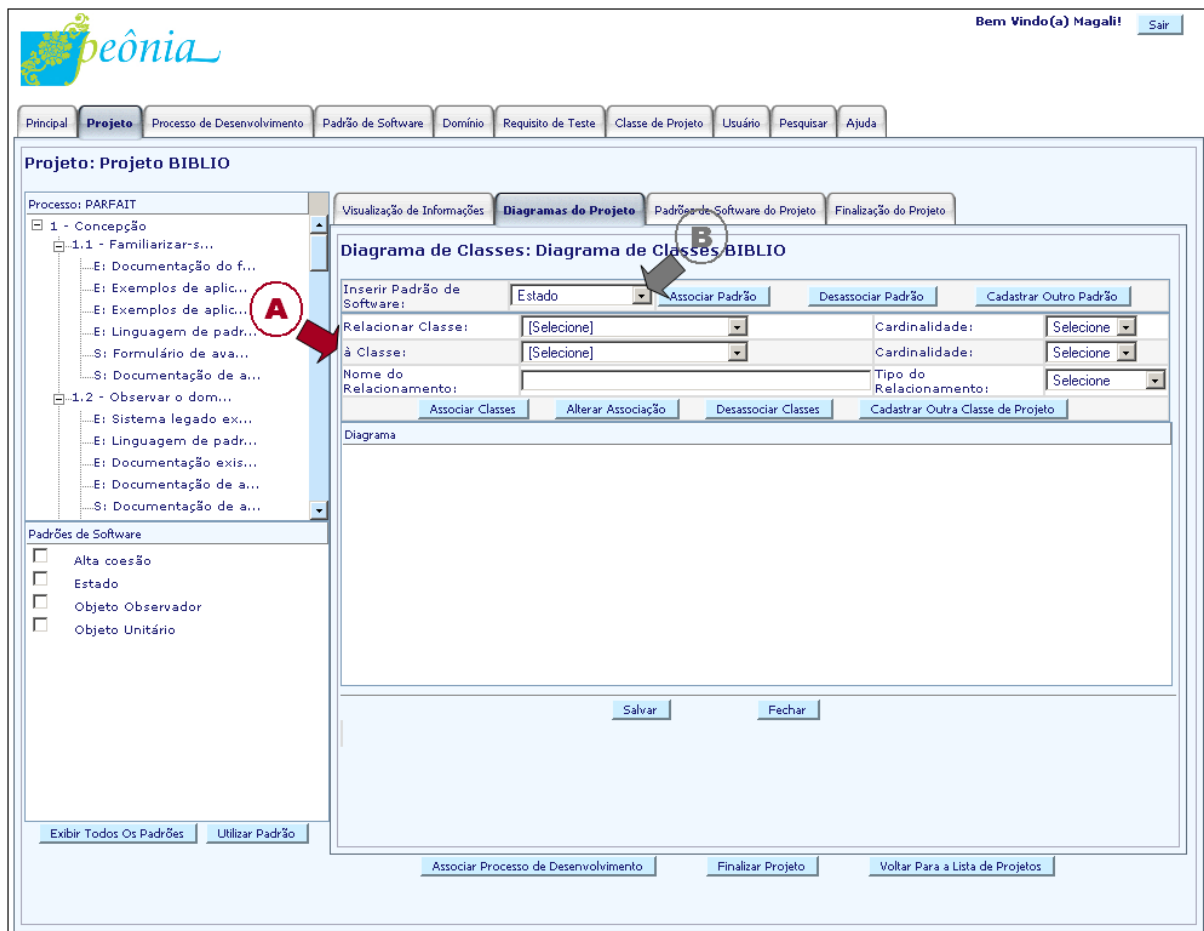 Bem Vindo(a) Magali!
Sair
peônia
Principal
Projeto
Processo de Desenvolvimento
Padrão de Software
Domínio
Requisito de Teste
Classe de Projeto
Usuário
Pesquisar
Ajuda
Projeto: Projeto BIBLIO
Processo: PARFAIT
1 - Concepção
1.1 - Familiarizar-s...
E: Documentação do f...
E: Exemplos de aplic...
E: Exemplos de aplic...
E: Linguagem de padr...
S: Formulário de ava...
S: Documentação de a...
1.2 - Observar o dom...
E: Sistema legado ex...
E: Linguagem de padr...
E: Documentação exis...
E: Documentação de a...
S: Documentação de a...
Padrões de Software
Alta coesão
Estado
Objeto Observador
Objeto Unitário
Exibir Todos Os Padrões
Utilizar Padrão
A
Visualização de Informações
Diagramas do Projeto
Padrões de Software do Projeto
Finalização do Projeto
B
Diagrama de Classes: Diagrama de Classes BIBLIO
Inserir Padrão de
Software:
Estado
Associar Padrão
Desassociar Padrão
Cadastrar Outro Padrão
Relacionar Classe:
[Selecione]
Cardinalidade:
Selecione
à Classe:
[Selecione]
Cardinalidade:
Selecione
Nome do
Relacionamento:
Tipo do
Relacionamento:
Selecione
Associar Classes
Alterar Associação
Desassociar Classes
Cadastrar Outra Classe de Projeto
Diagrama
Salvar
Fechar
Associar Processo de Desenvolvimento
Finalizar Projeto
Voltar Para a Lista de Projetos